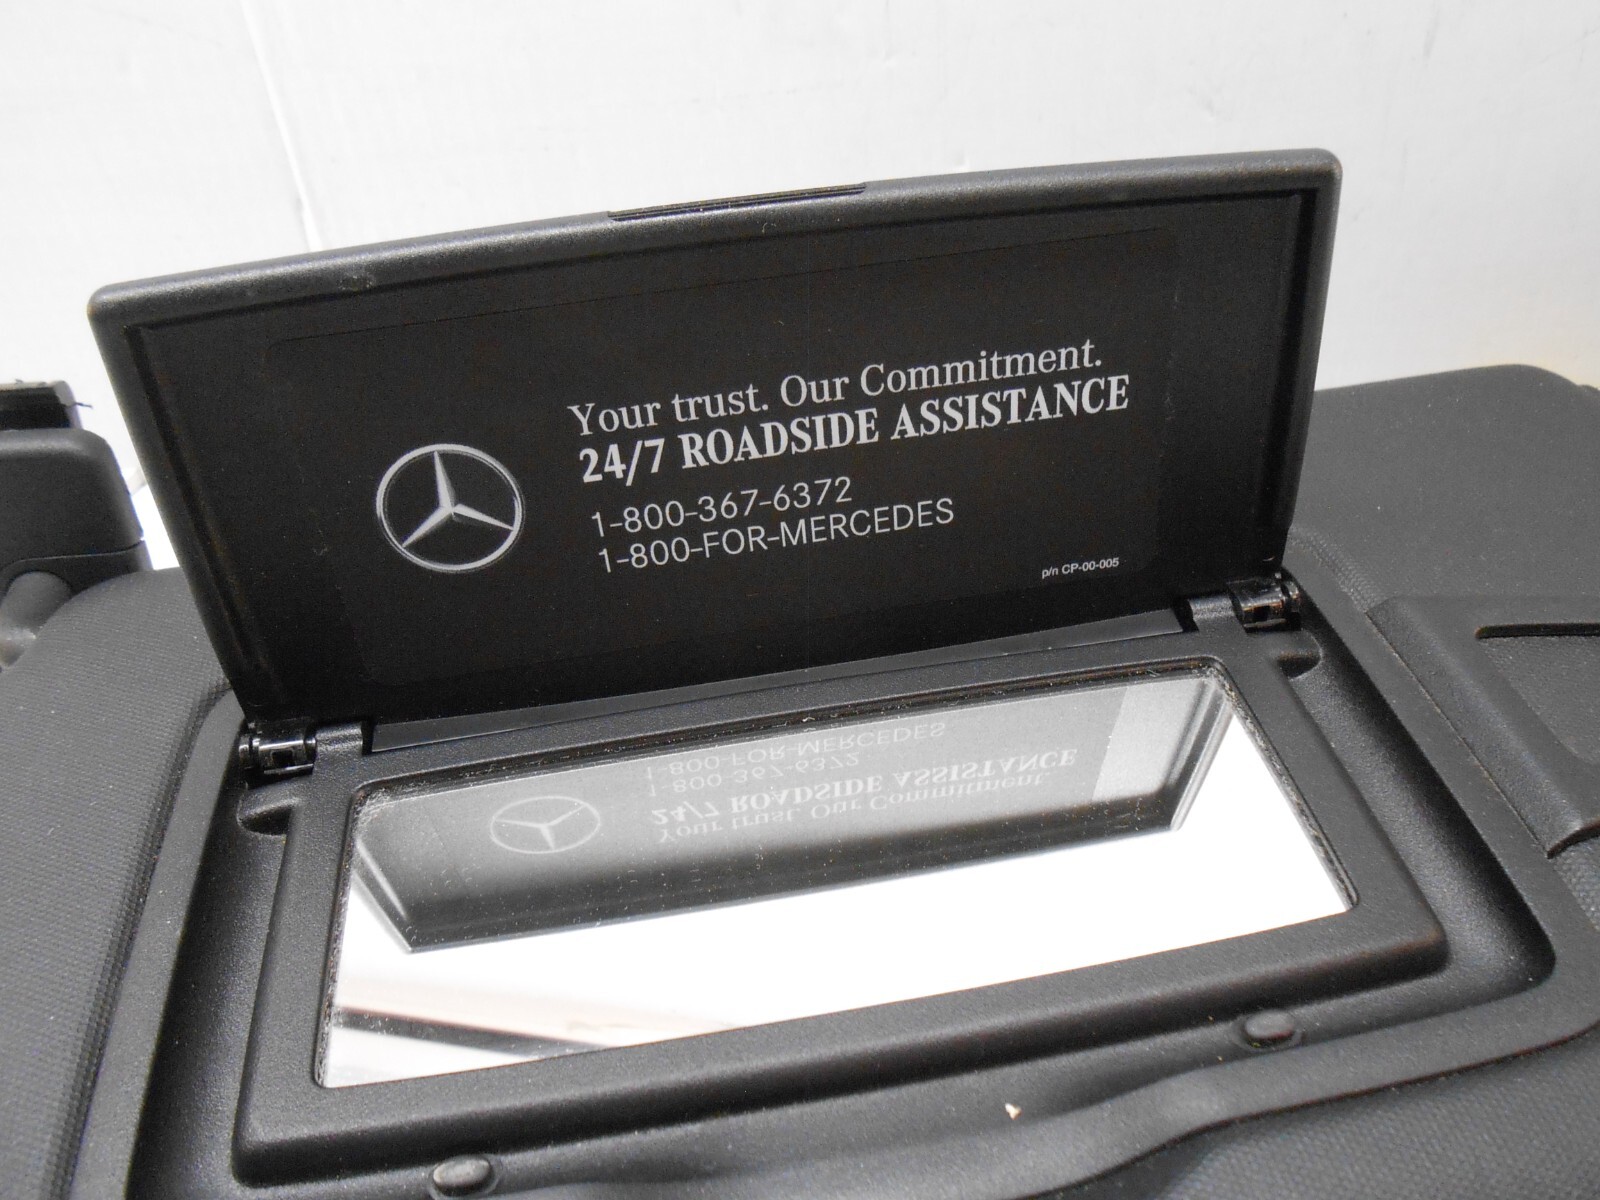 Your trust. Our Commitment.
24/7 ROADSIDE ASSISTANCE
1-800-367-6372
1-800-FOR-MERCEDES
p/n CP-00-005